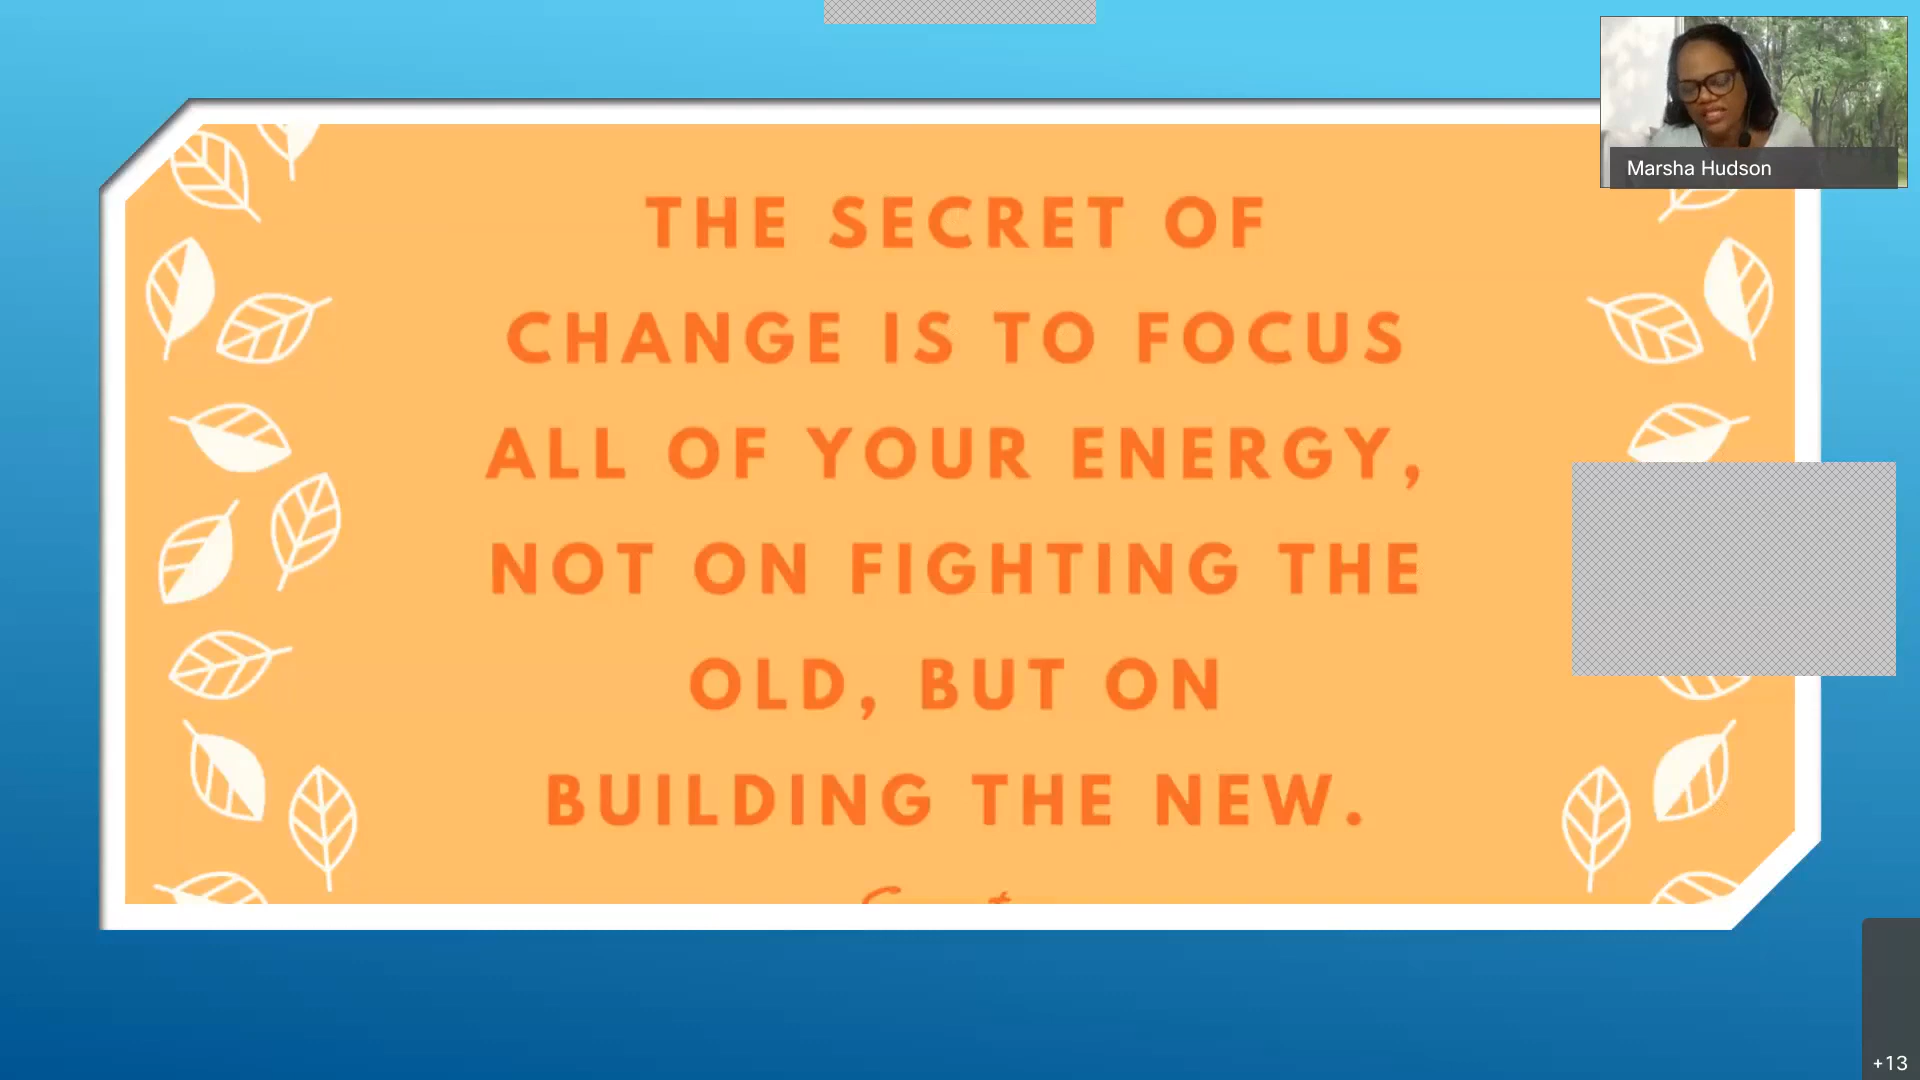 Marsha Hudson
THE SECRET OF
CHANGE IS TO FOCUS
ALL OF YOUR ENERGY,
NOT ON FIGHTING THE
OLD, BUT ON
BUILDING THE NEW.
+13